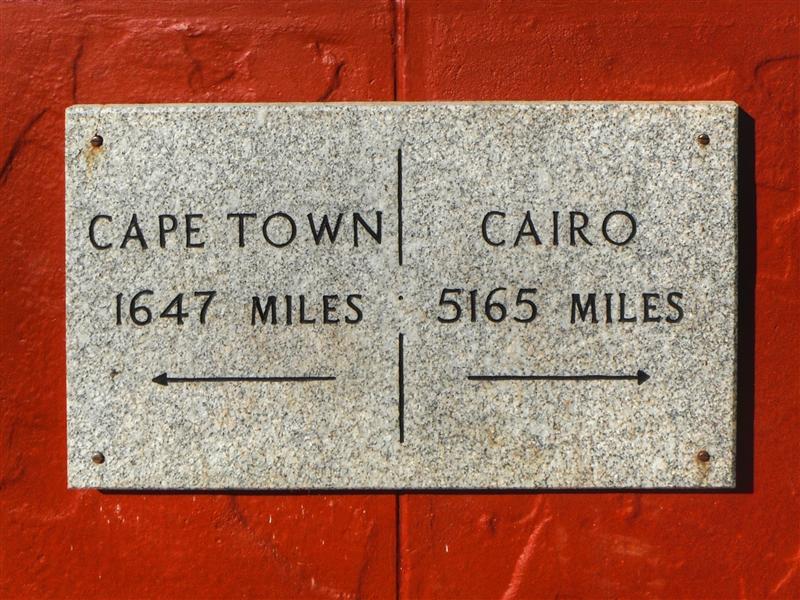 CAPE TOWN
1647 MILES
CAIRO
5165 MILES